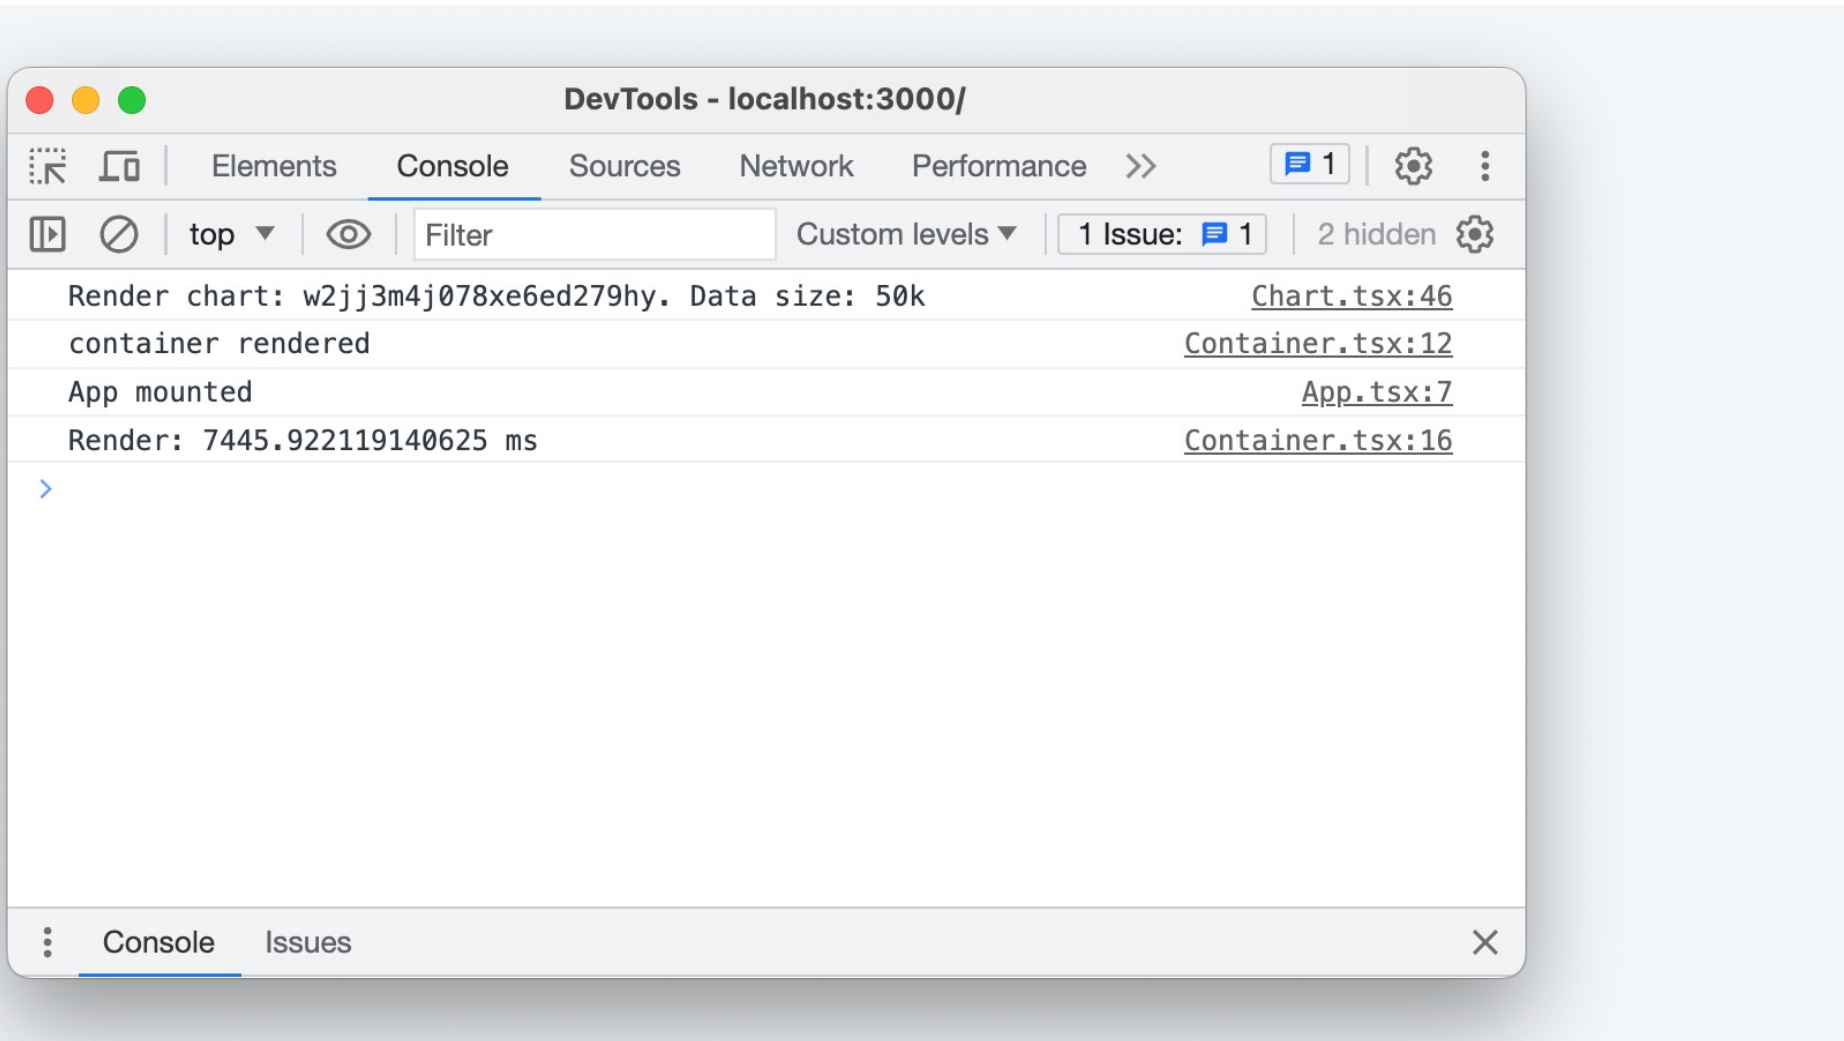 DevTools - localhost:3000/
Elements Console Sources Network Performance 1
top Filter Custom levels 1 Issue: 1 2 hidden
Render chart: w2jj3m4j078xe6ed279hy. Data size: 50k Chart.tsx:46
container rendered Container.tsx:12
App mounted App.tsx:7
Render: 7445.922119140625 ms Container.tsx:16
Console Issues